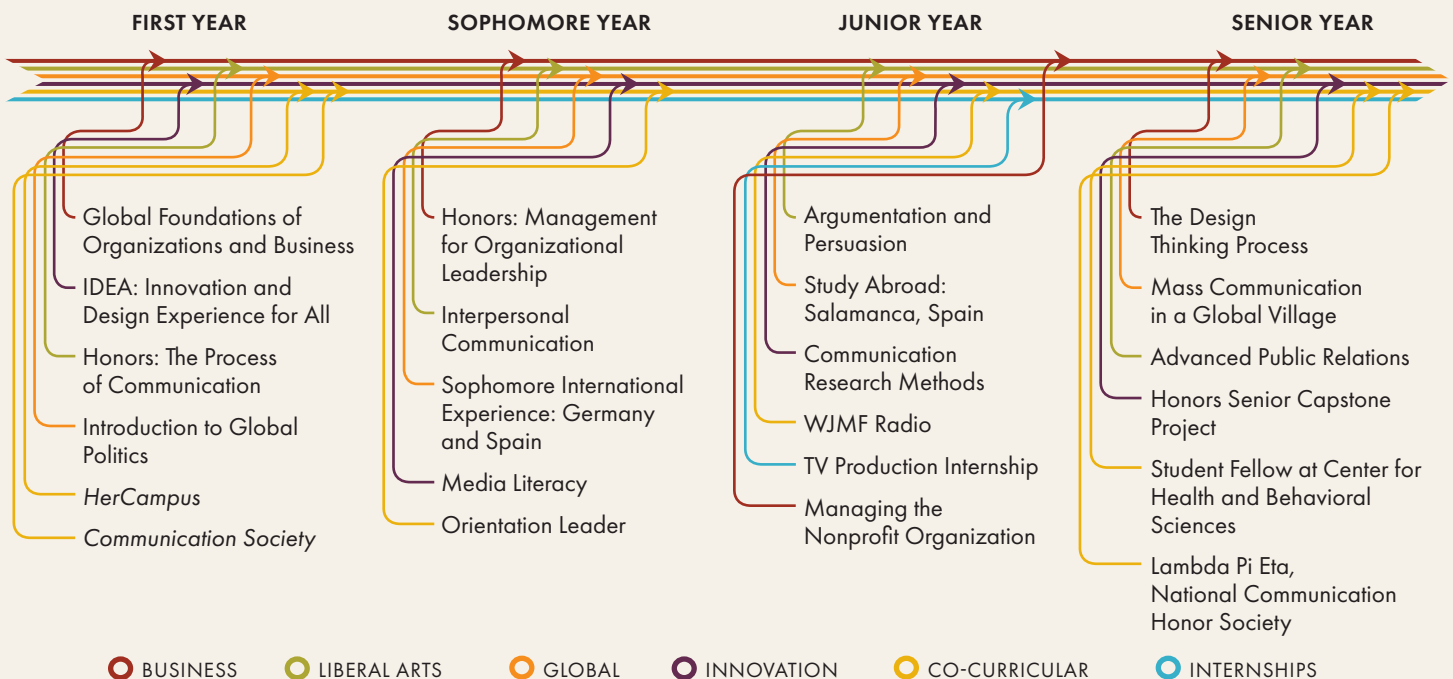 FIRST YEAR
Global Foundations of
Organizations and Business
IDEA: Innovation and
Design Experience for All
Honors: The Process
of Communication
Introduction to Global
Politics
HerCampus
Communication Society
SOPHOMORE YEAR
Honors: Management
for Organizational
Leadership
Interpersonal
Communication
Sophomore International
Experience: Germany
and Spain
Media Literacy
Orientation Leader
JUNIOR YEAR
Argumentation and
Persuasion
Study Abroad:
Salamanca, Spain
Communication
Research Methods
WJMF Radio
TV Production Internship
Managing the
Nonprofit Organization
SENIOR YEAR
The Design
Thinking Process
Mass Communication
in a Global Village
Advanced Public Relations
Honors Senior Capstone
Project
Student Fellow at Center for
Health and Behavioral
Sciences
Lambda Pi Eta,
National Communication
Honor Society
BUSINESS
LIBERAL ARTS
GLOBAL
INNOVATION
CO-CURRICULAR
INTERNSHIPS